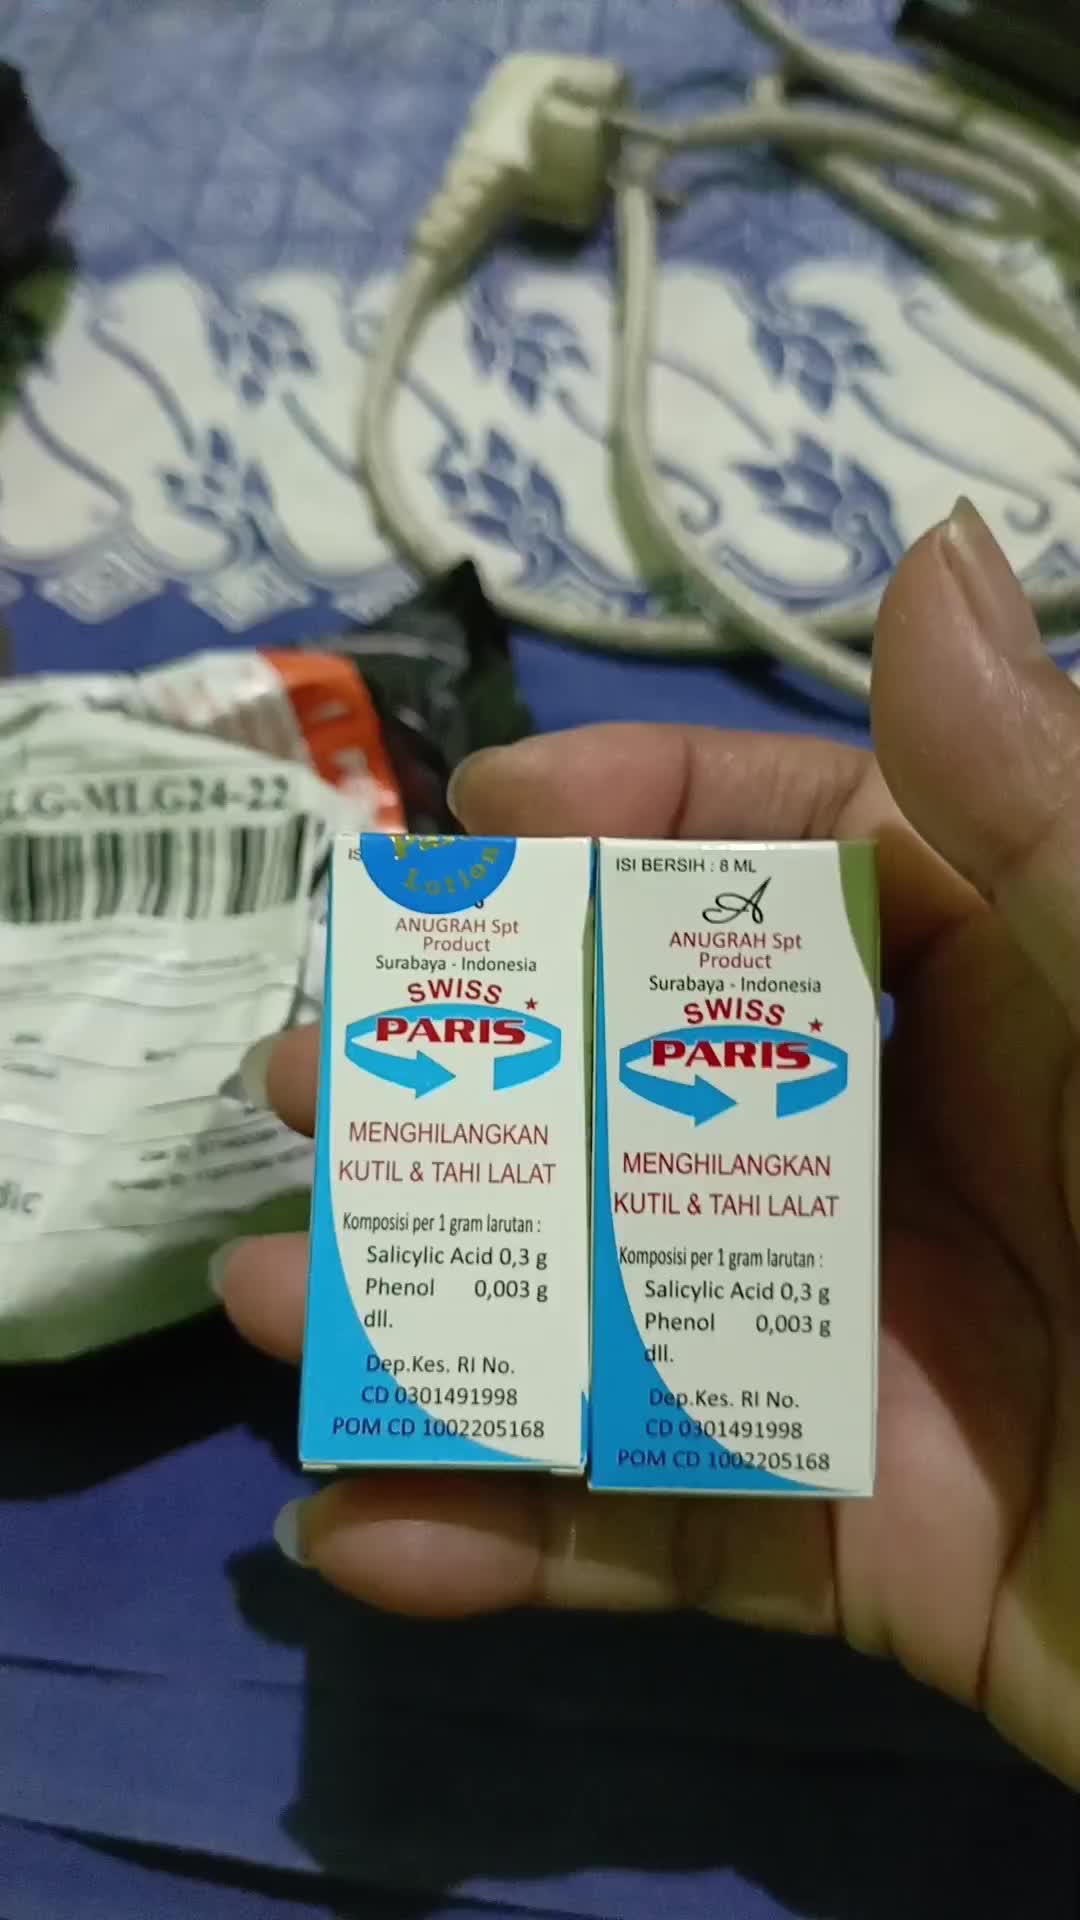 LG-MLG24-22
IS
Lotion
ANUGRAH Spt
Product
Surabaya - Indonesia
SWISS
PARIS
MENGHILANGKAN
KUTIL & TAHI LALAT
Komposisi per 1 gram larutan :
Salicylic Acid 0,3 g
Phenol 0,003 g
dll.
Dep.Kes. RI No.
CD 0301491998
POM CD 1002205168
ISI BERSIH : 8 ML
A
ANUGRAH Spt
Product
Surabaya - Indonesia
SWISS
PARIS
MENGHILANGKAN
KUTIL & TAHI LALAT
Komposisi per 1 gram larutan :
Salicylic Acid 0,3 g
Phenol 0,003 g
dll.
Dep.Kes. RI No.
CD 0301491998
POM CD 1002205168